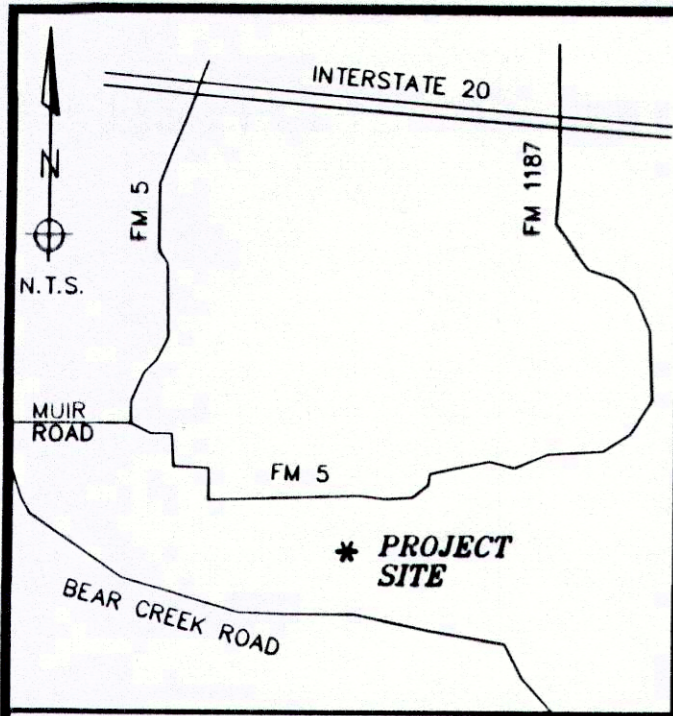 INTERSTATE 20
FM 5
FM 1187
N
N.T.S.
MUIR
ROAD
FM 5
* PROJECT
SITE
BEAR CREEK ROAD